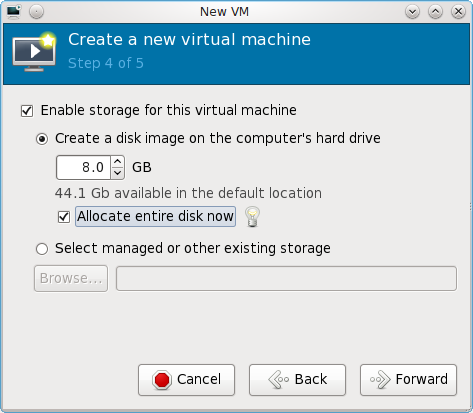 New VM
Create a new virtual machine
Step 4 of 5
Enable storage for this virtual machine
Create a disk image on the computer's hard drive
8.0 GB
44.1 Gb available in the default location
Allocate entire disk now
Select managed or other existing storage
Browse...
Cancel Back Forward